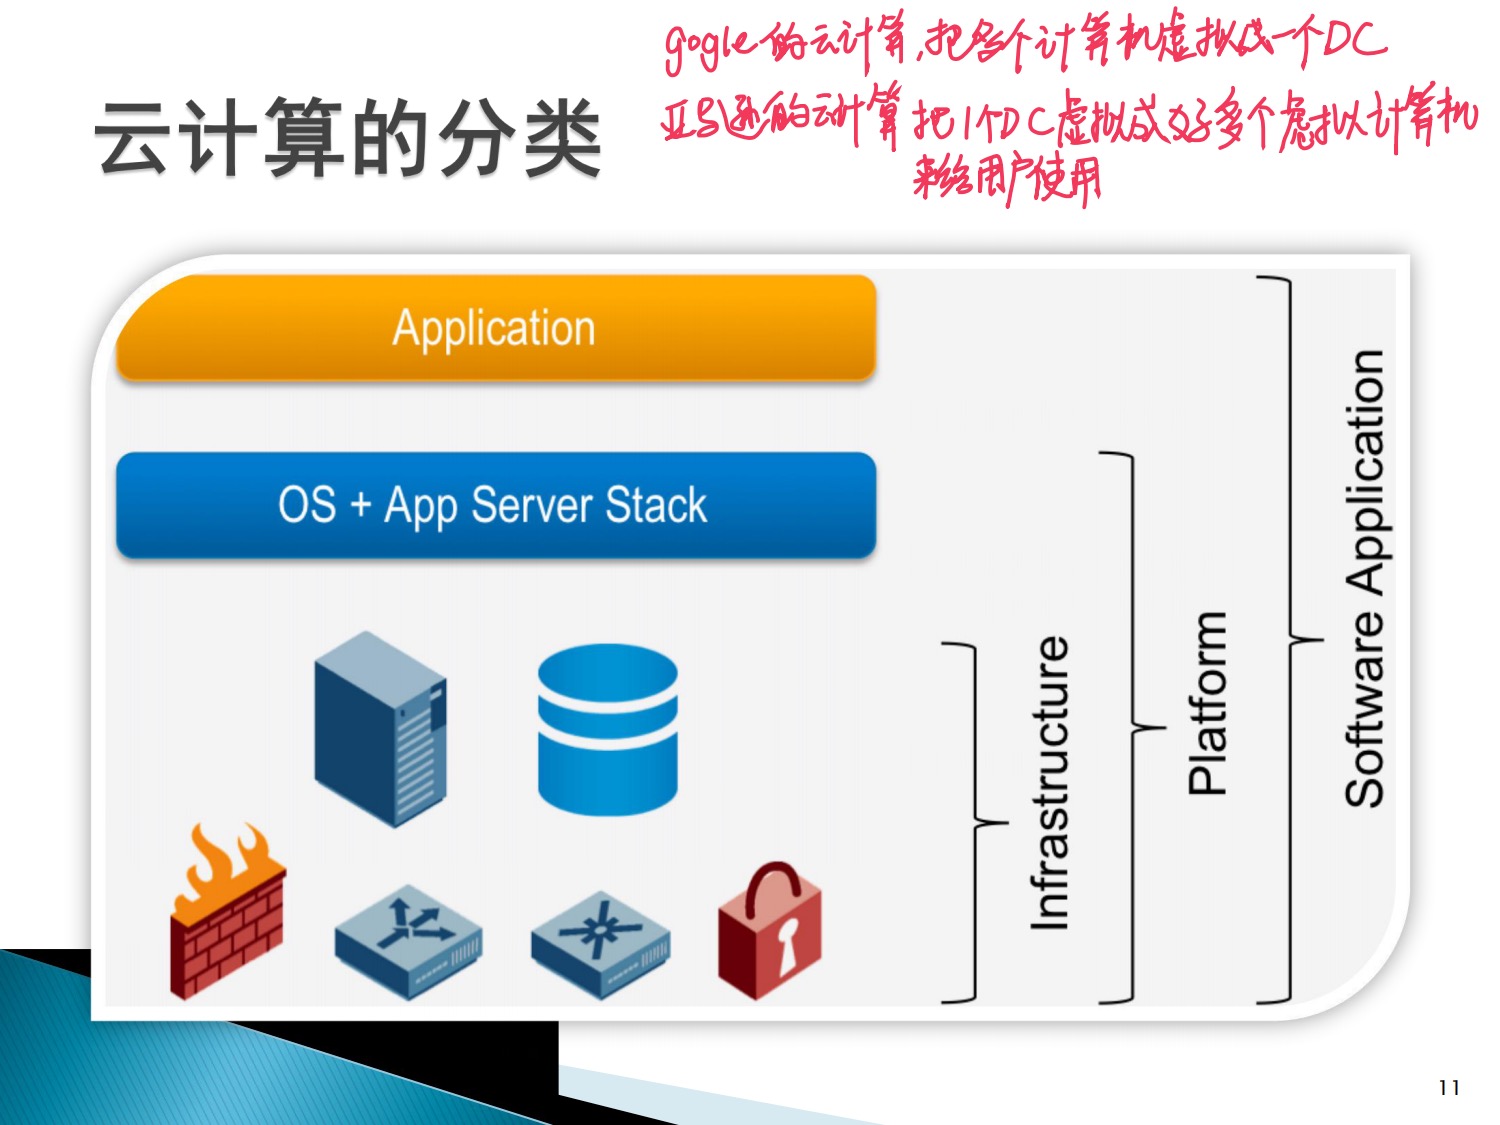 gogle的云计算,把多个计算机虚拟成一个DC
亚马逊的云计算 把1个DC虚拟成好多个虚拟计算机
来给用户使用
云计算的分类
Application
OS + App Server Stack
Infrastructure
Platform
Software Application
11